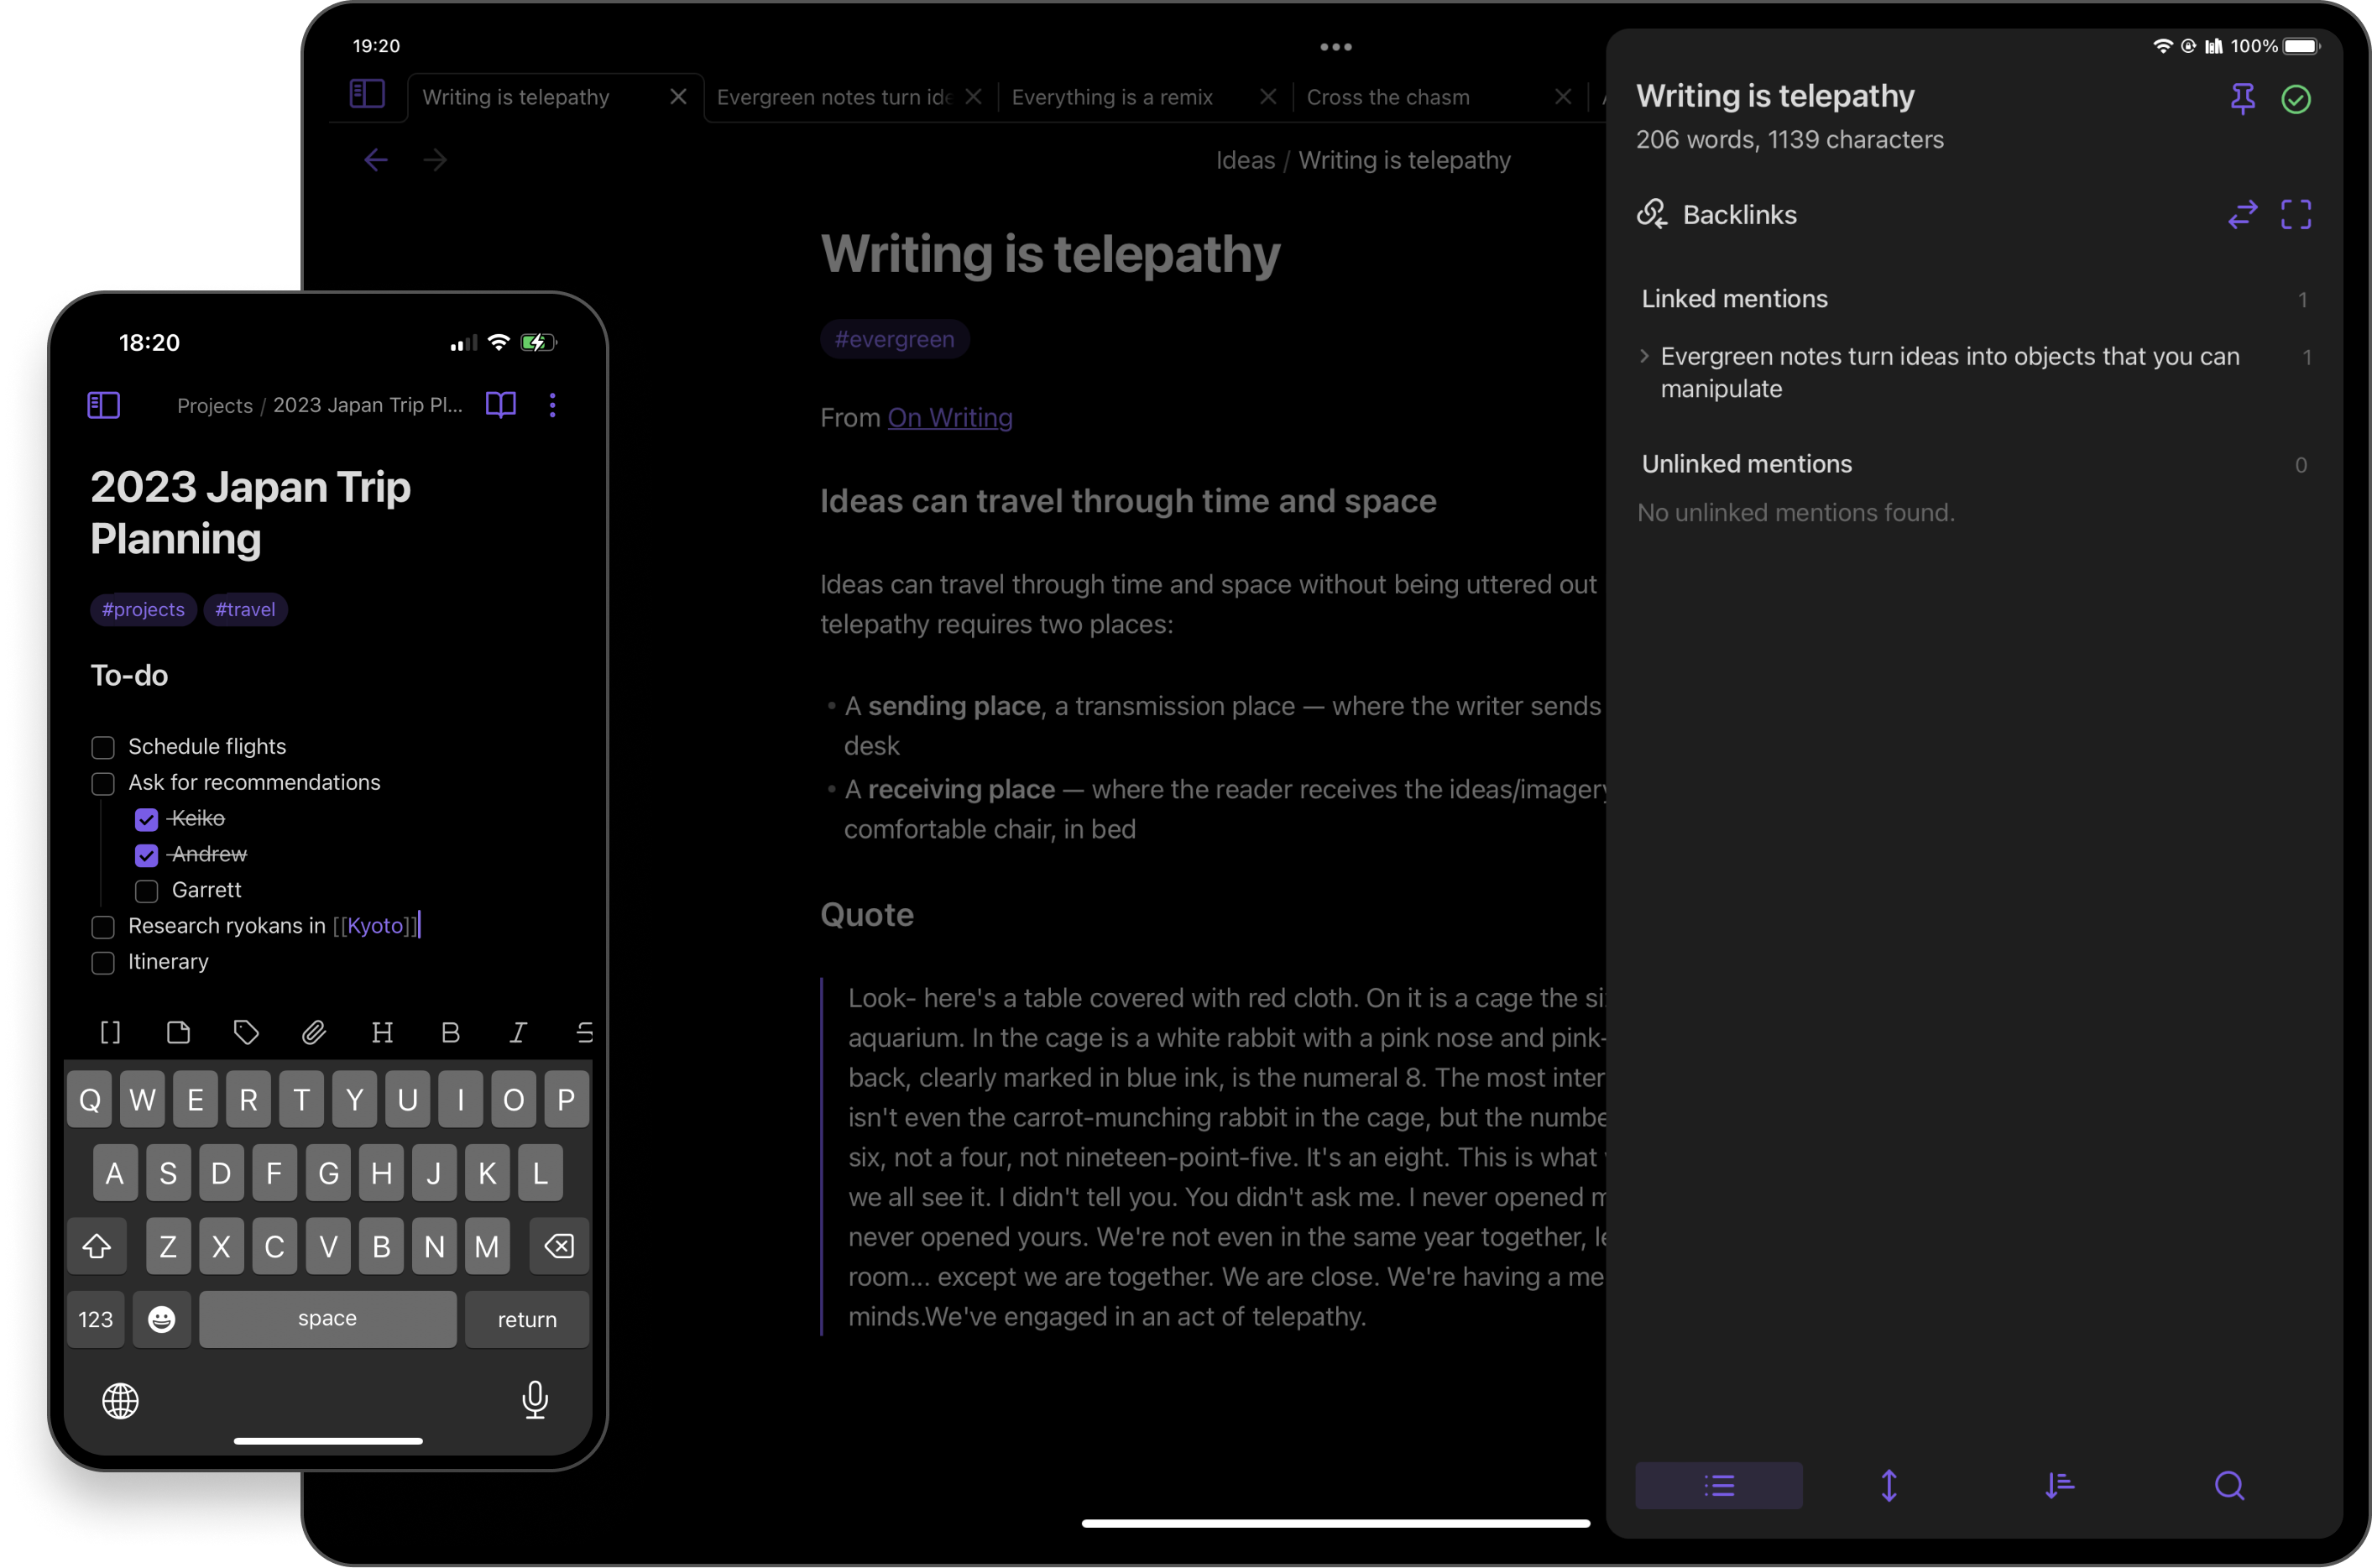 19:20
Writing is telepathy
Evergreen notes turn ide
Everything is a remix
Cross the chasm
Ideas / Writing is telepathy
Writing is telepathy
#evergreen
From On Writing
Ideas can travel through time and space
Ideas can travel through time and space without being uttered out
telepathy requires two places:
• A sending place, a transmission place — where the writer sends
desk
• A receiving place — where the reader receives the ideas/imagery
comfortable chair, in bed
Quote
Look- here's a table covered with red cloth. On it is a cage the si
aquarium. In the cage is a white rabbit with a pink nose and pink-
back, clearly marked in blue ink, is the numeral 8. The most inter
isn't even the carrot-munching rabbit in the cage, but the numbe
six, not a four, not nineteen-point-five. It's an eight. This is what
we all see it. I didn't tell you. You didn't ask me. I never opened
never opened yours. We're not even in the same year together,
room... except we are together. We are close. We're having a me
minds.We've engaged in an act of telepathy.
100%
Writing is telepathy
206 words, 1139 characters
Backlinks
Linked mentions 1
Evergreen notes turn ideas into objects that you can 1
manipulate
Unlinked mentions 0
No unlinked mentions found.
18:20
Projects / 2023 Japan Trip Pl...
2023 Japan Trip
Planning
#projects #travel
To-do
Schedule flights
Ask for recommendations
Keiko
Andrew
Garrett
Research ryokans in [[Kyoto]]
Itinerary
[] H B I S
Q W E R T Y U I O P
A S D F G H J K L
Z X C V B N M
123 space return